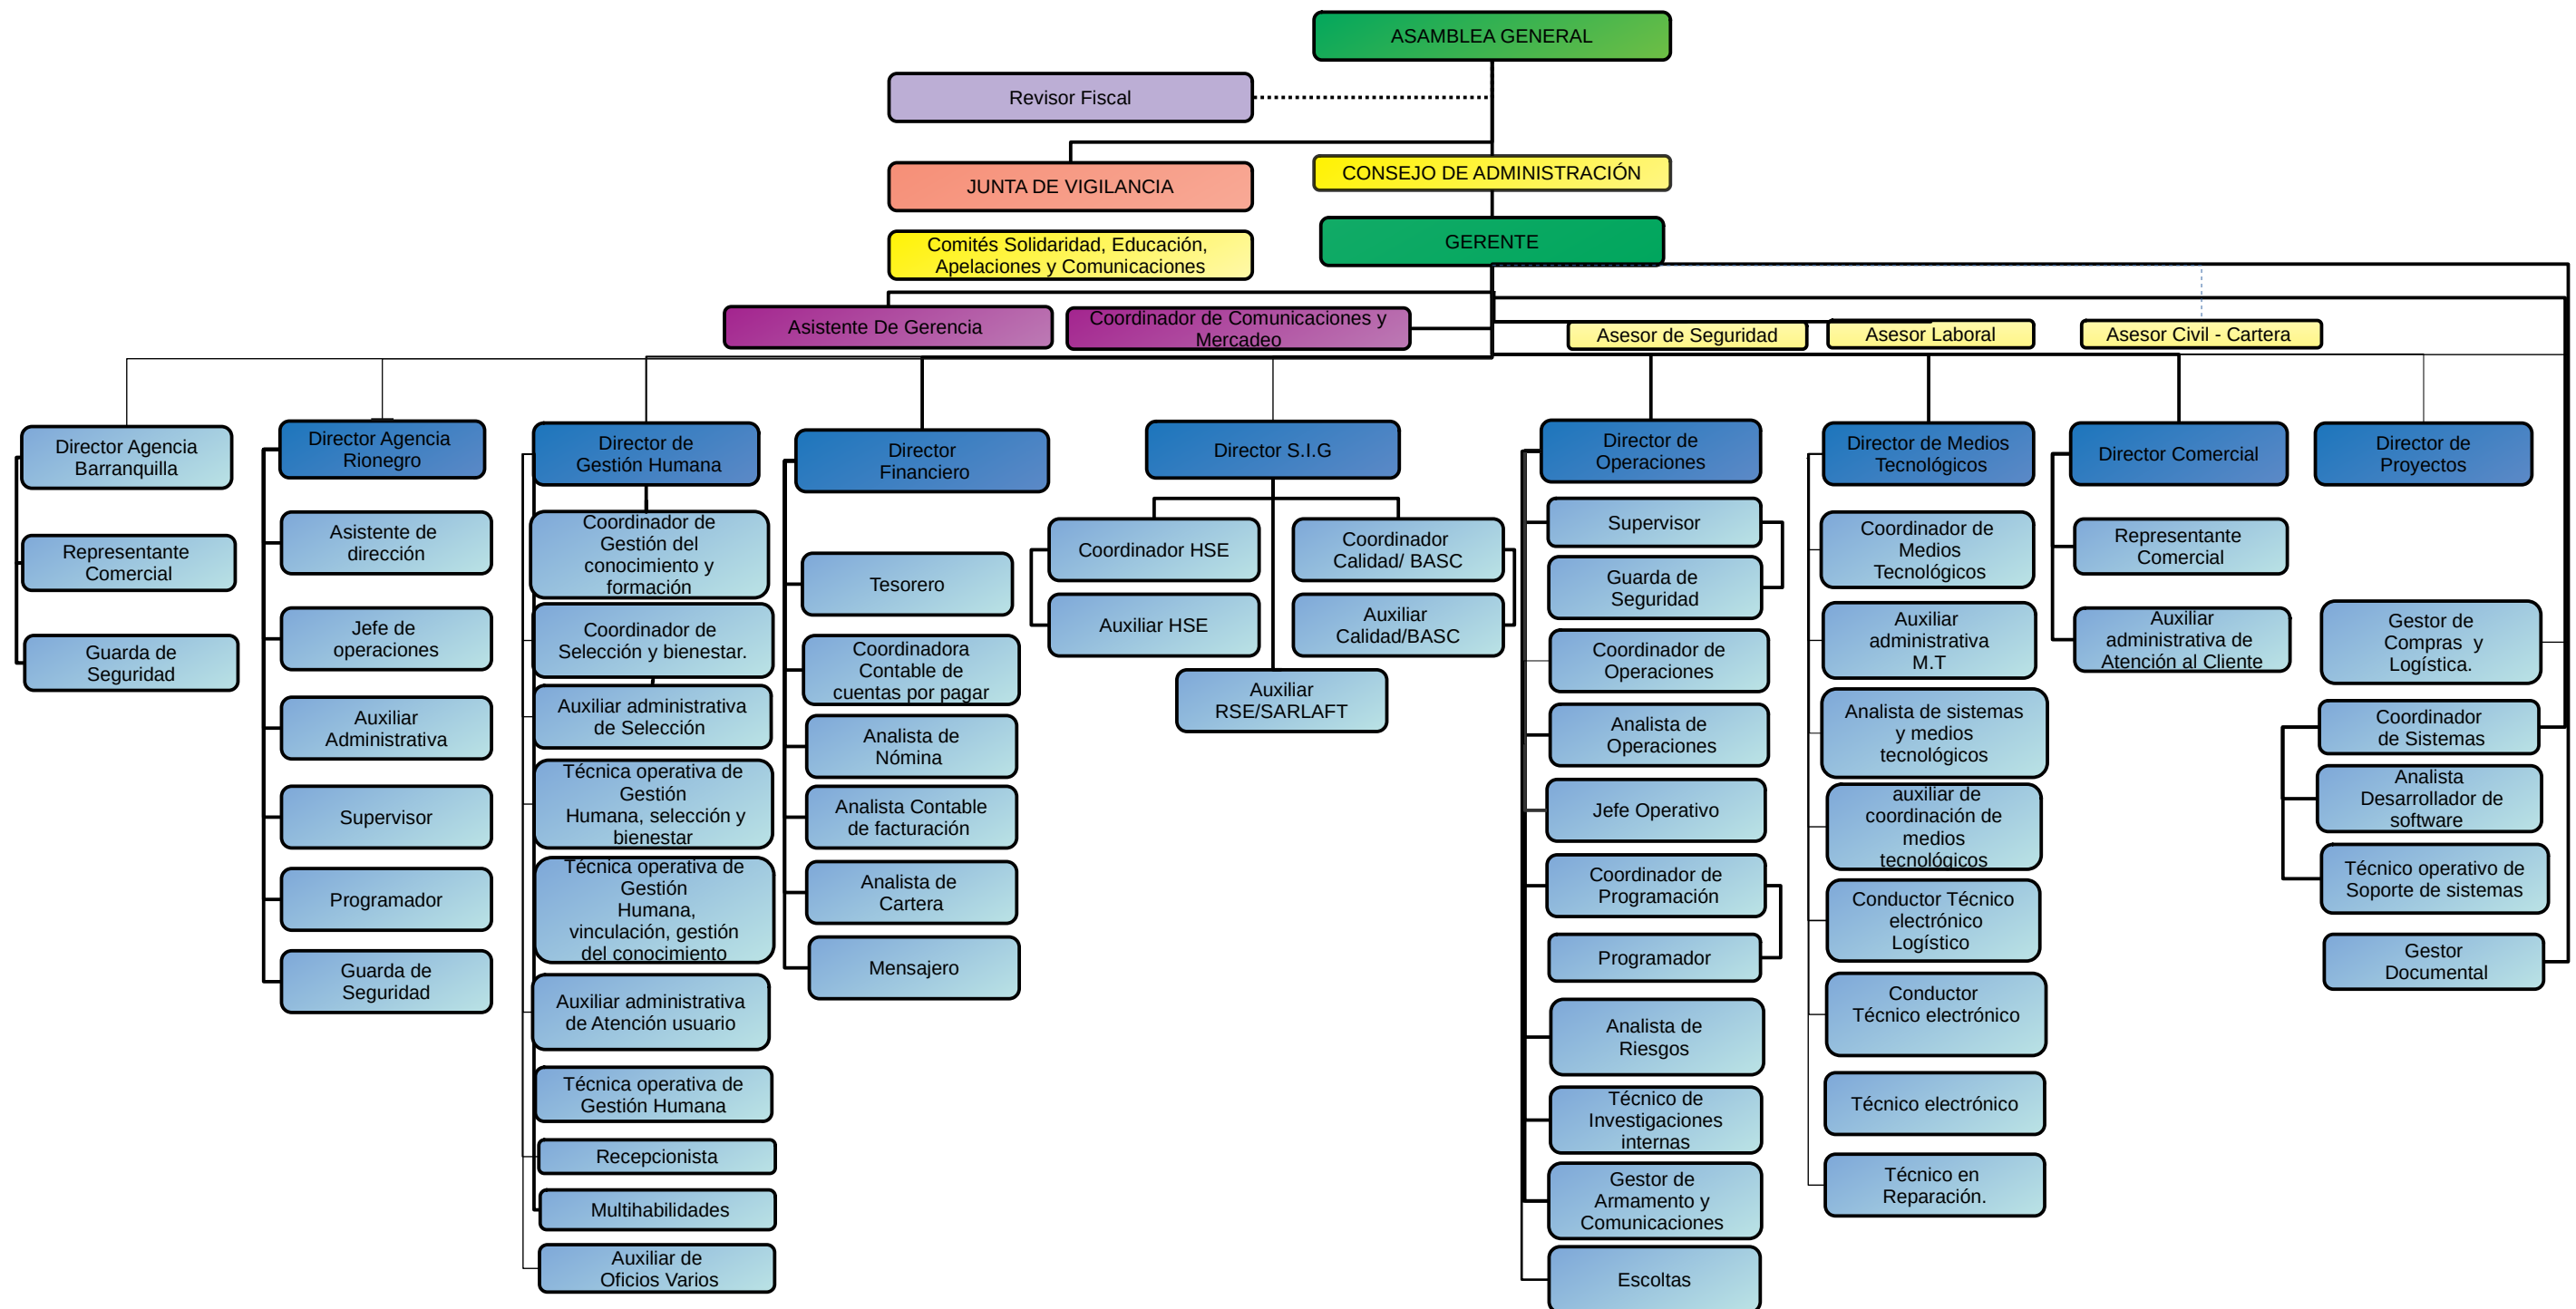 ASAMBLEA GENERAL
Revisor Fiscal
JUNTA DE VIGILANCIA
CONSEJO DE ADMINISTRACIÓN
Comités Solidaridad, Educación,
Apelaciones y Comunicaciones
GERENTE
Asistente De Gerencia
Coordinador de Comunicaciones y
Mercadeo
Asesor de Seguridad
Asesor Laboral
Asesor Civil - Cartera
Director Agencia
Barranquilla
Representante
Comercial
Guarda de
Seguridad
Director Agencia
Rionegro
Asistente de
dirección
Jefe de
operaciones
Auxiliar
Administrativa
Supervisor
Programador
Guarda de
Seguridad
Director de
Gestión Humana
Coordinador de
Gestión del
conocimiento y
formación
Coordinador de
Selección y bienestar.
Auxiliar administrativa
de Selección
Técnica operativa de
Gestión
Humana, selección y
bienestar
Técnica operativa de
Gestión
Humana,
vinculación, gestión
del conocimiento
Auxiliar administrativa
de Atención usuario
Técnica operativa de
Gestión Humana
Recepcionista
Multihabilidades
Auxiliar de
Oficios Varios
Director
Financiero
Tesorero
Coordinadora
Contable de
cuentas por pagar
Analista de
Nómina
Analista Contable
de facturación
Analista de
Cartera
Mensajero
Director S.I.G
Coordinador HSE
Auxiliar HSE
Coordinador
Calidad/ BASC
Auxiliar
Calidad/BASC
Auxiliar
RSE/SARLAFT
Director de
Operaciones
Supervisor
Guarda de
Seguridad
Coordinador de
Operaciones
Analista de
Operaciones
Jefe Operativo
Coordinador de
Programación
Programador
Analista de
Riesgos
Técnico de
Investigaciones
internas
Gestor de
Armamento y
Comunicaciones
Escoltas
Director de Medios
Tecnológicos
Coordinador de
Medios
Tecnológicos
Auxiliar
administrativa
M.T
Analista de sistemas
y medios
tecnológicos
auxiliar de
coordinación de
medios
tecnológicos
Conductor Técnico
electrónico
Logístico
Conductor
Técnico electrónico
Técnico electrónico
Técnico en
Reparación.
Director Comercial
Representante
Comercial
Auxiliar
administrativa de
Atención al Cliente
Director de
Proyectos
Gestor de
Compras y
Logística.
Coordinador
de Sistemas
Analista
Desarrollador de
software
Técnico operativo de
Soporte de sistemas
Gestor
Documental